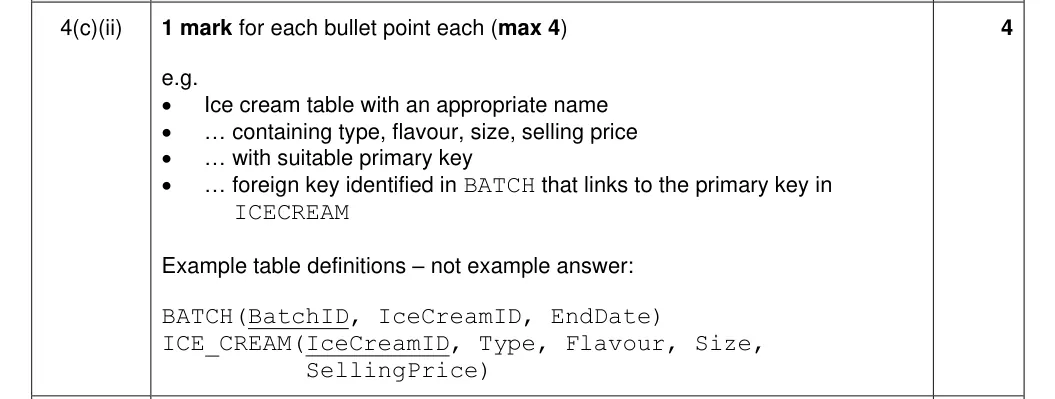 4(c)(ii) 1 mark for each bullet point each (max 4) 4
e.g.
• Ice cream table with an appropriate name
• … containing type, flavour, size, selling price
• … with suitable primary key
• … foreign key identified in BATCH that links to the primary key in
ICECREAM
Example table definitions – not example answer:
BATCH(BatchID, IceCreamID, EndDate)
ICE_CREAM(IceCreamID, Type, Flavour, Size,
SellingPrice)